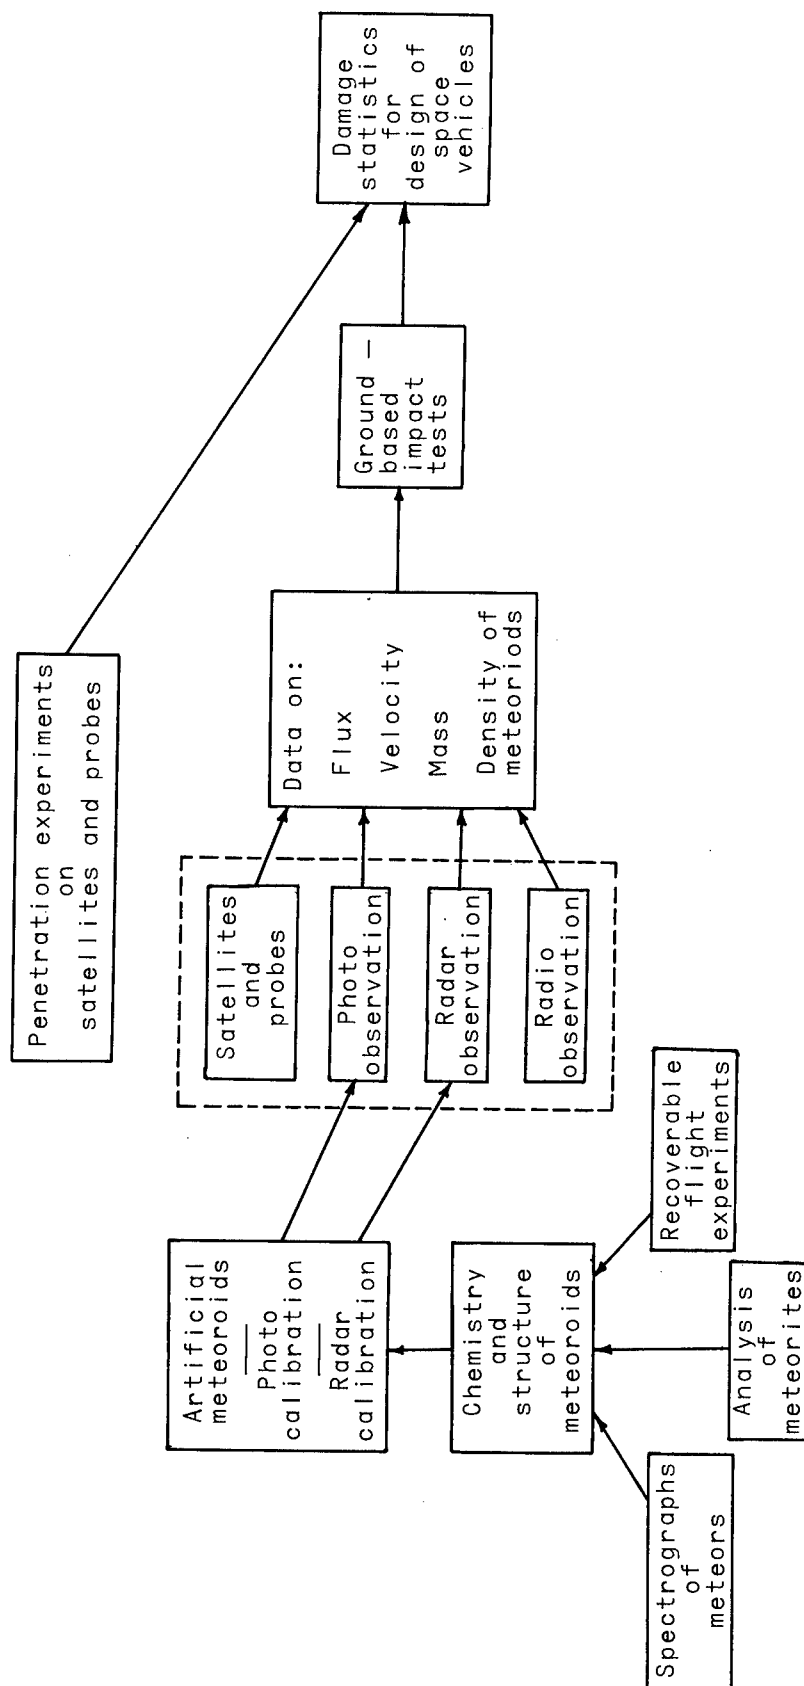 Penetration experiments
on
satellites and probes
Damage
statistics
for
design of
space
vehicles
Artificial
meteoroids
Photo
calibration
Radar
calibration
Satellites
and
probes
Photo
observation
Radar
observation
Radio
observation
Data on:
Flux
Velocity
Mass
Density of
meteoriods
Ground —
based
impact
tests
Chemistry
and
structure
of
meteoroids
Spectrographs
of
meteors
Analysis
of
meteorites
Recoverable
flight
experiments